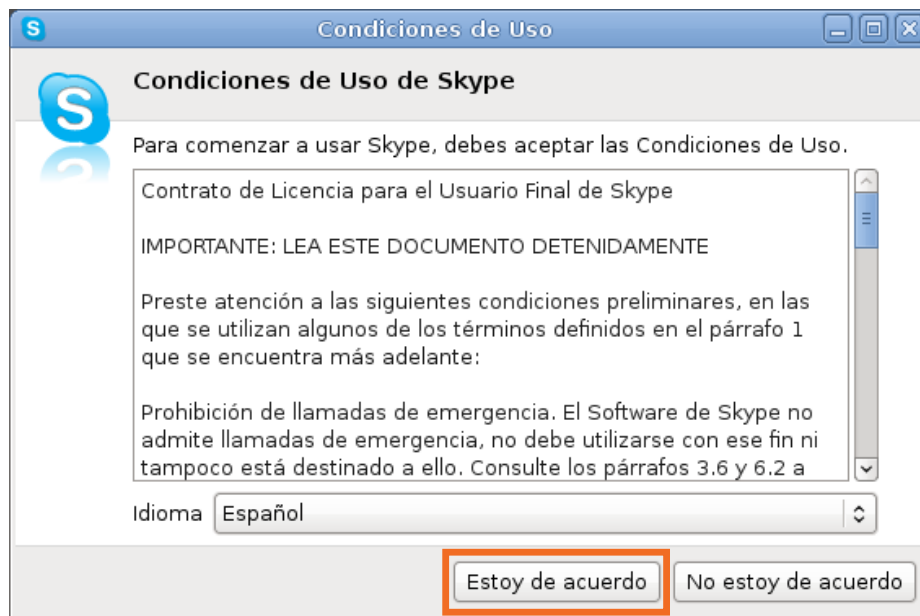 Condiciones de Uso
Condiciones de Uso de Skype
Para comenzar a usar Skype, debes aceptar las Condiciones de Uso.
Contrato de Licencia para el Usuario Final de Skype
IMPORTANTE: LEA ESTE DOCUMENTO DETENIDAMENTE
Preste atención a las siguientes condiciones preliminares, en las
que se utilizan algunos de los términos definidos en el párrafo 1
que se encuentra más adelante:
Prohibición de llamadas de emergencia. El Software de Skype no
admite llamadas de emergencia, no debe utilizarse con ese fin ni
tampoco está destinado a ello. Consulte los párrafos 3.6 y 6.2 a
Idioma Español
Estoy de acuerdo No estoy de acuerdo